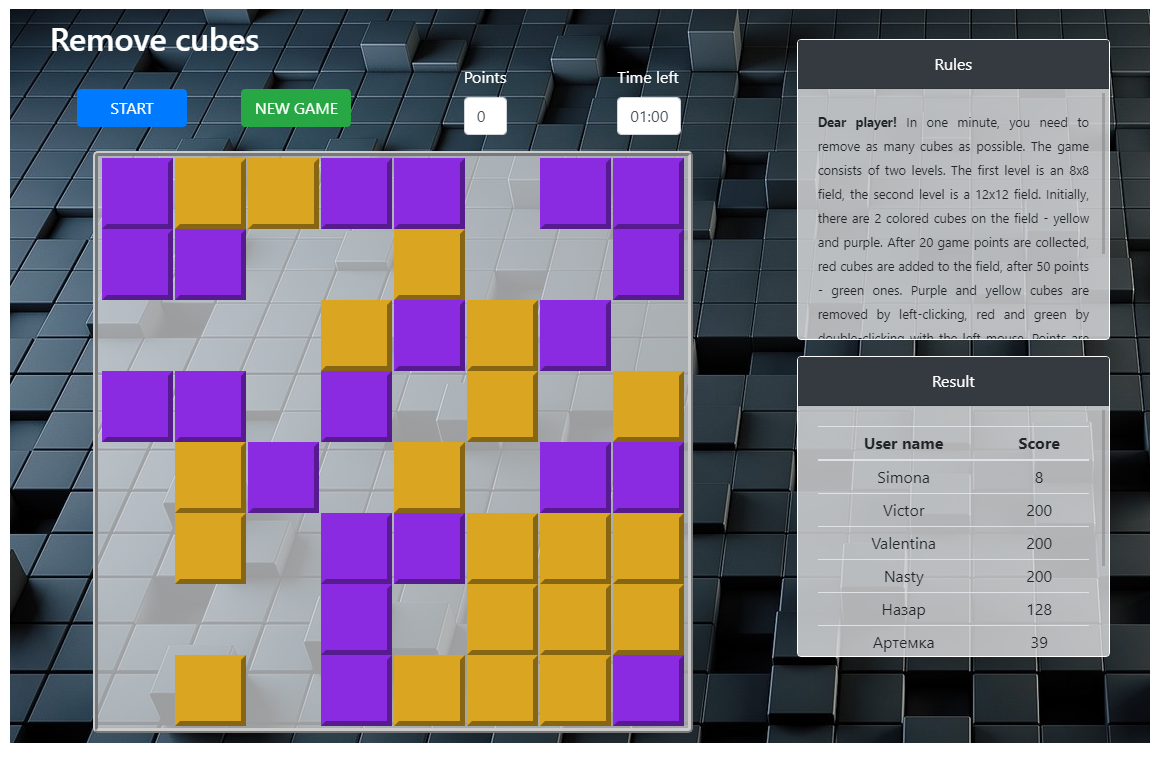 Remove cubes
START
NEW GAME
Points
0
Time left
01:00
Rules
Dear player! In one minute, you need to
remove as many cubes as possible. The game
consists of two levels. The first level is an 8x8
field, the second level is a 12x12 field. Initially,
there are 2 colored cubes on the field - yellow
and purple. After 20 game points are collected,
red cubes are added to the field, after 50 points
- green ones. Purple and yellow cubes are
removed by left-clicking, red and green by
double-clicking with the left mouse. Points are
Result
User name Score
Simona 8
Victor 200
Valentina 200
Nasty 200
Назар 128
Артемка 39